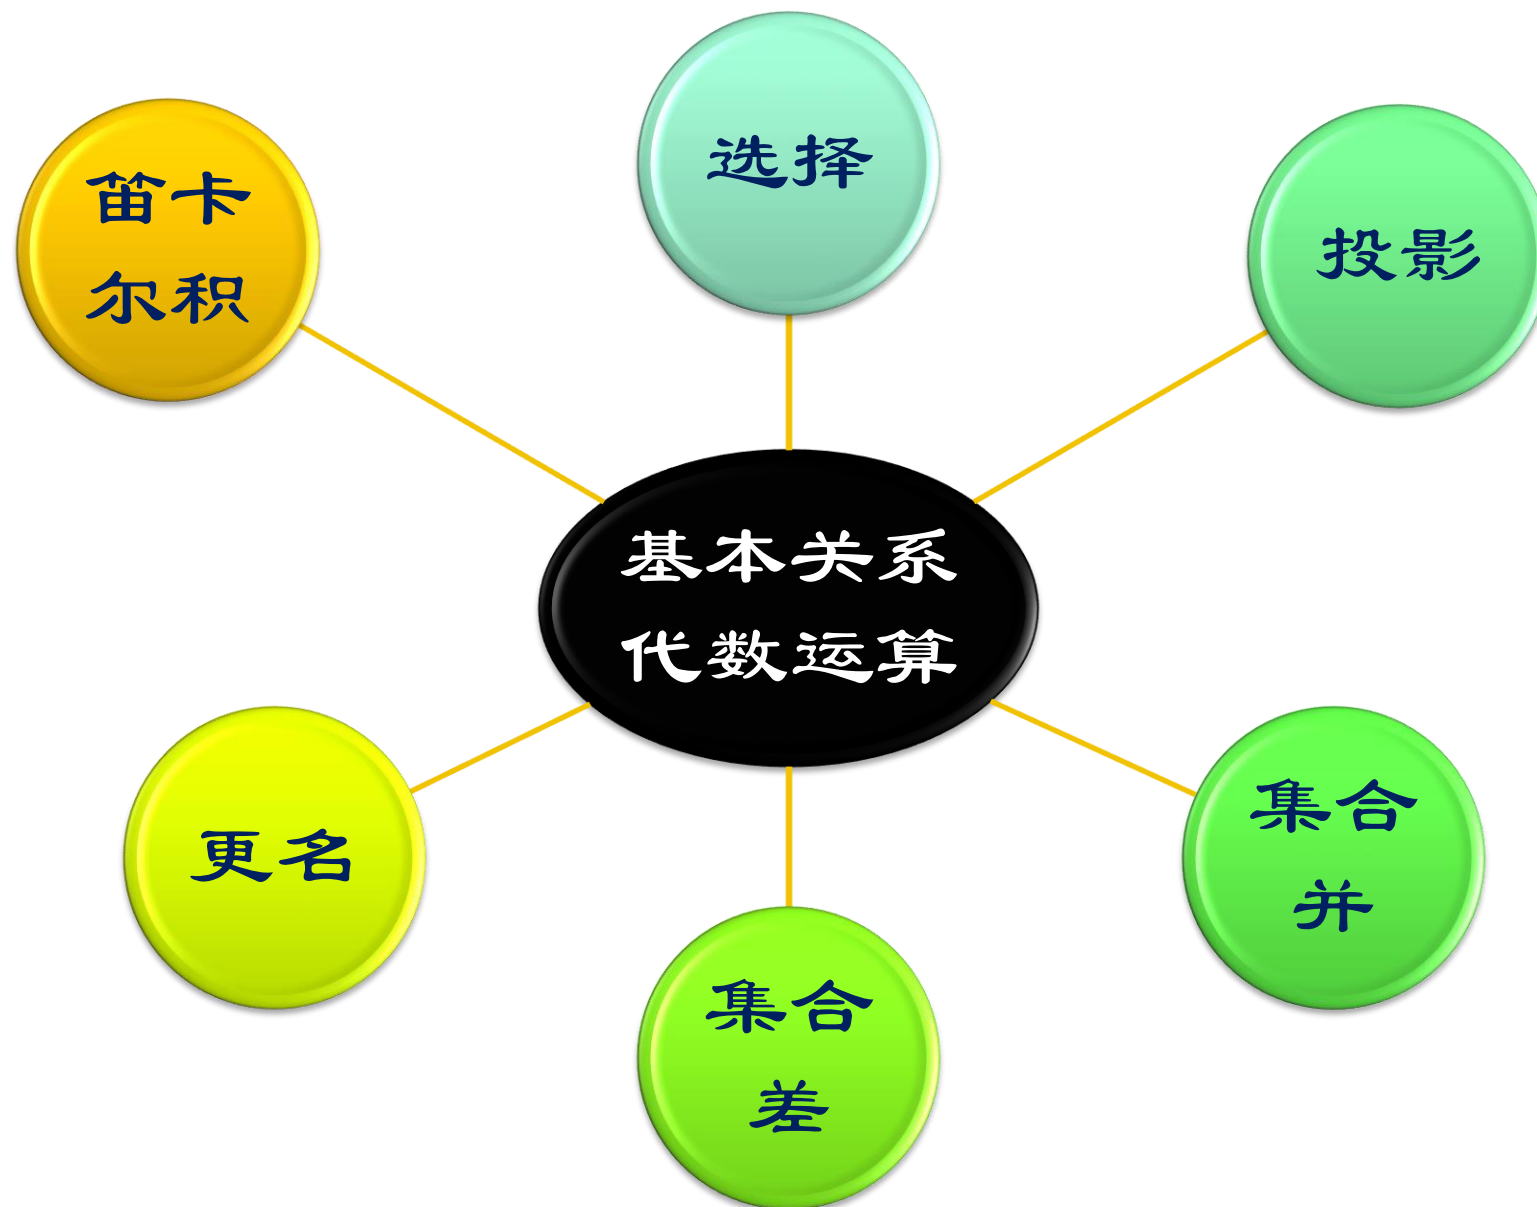 选择
笛卡
尔积
投影
基本关系
代数运算
更名
集合
并
集合
差